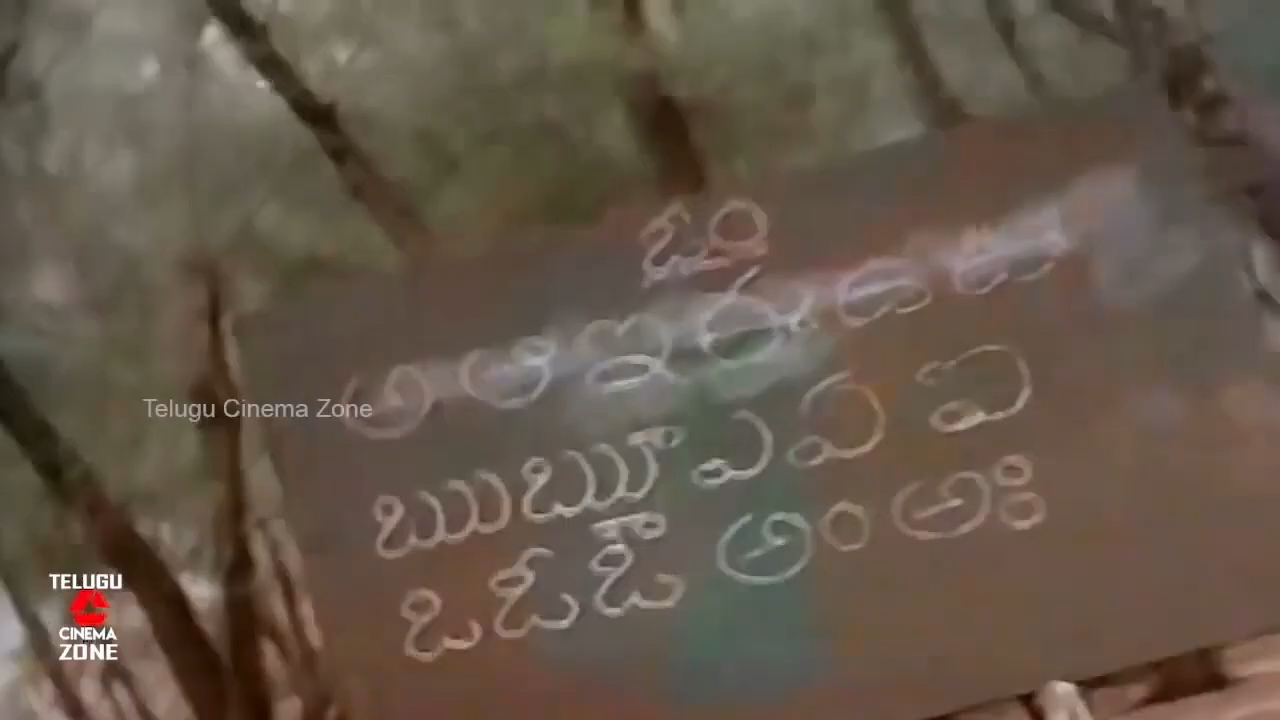 ఓం
అ ఆ ఇ ఈ ఉ ఊ
ఋ ౠ ఎ ఏ ఐ
ఒ ఓ ఔ అం అః
Telugu Cinema Zone
TELUGU
CINEMA
ZONE